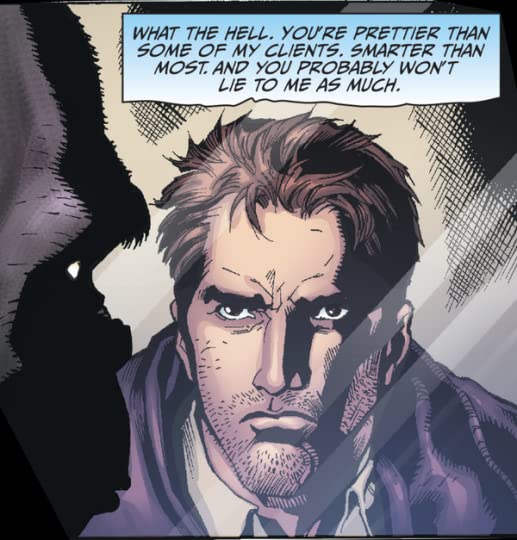 WHAT THE HELL. YOU'RE PRETTIER THAN
SOME OF MY CLIENTS. SMARTER THAN
MOST. AND YOU PROBABLY WON'T
LIE TO ME AS MUCH.